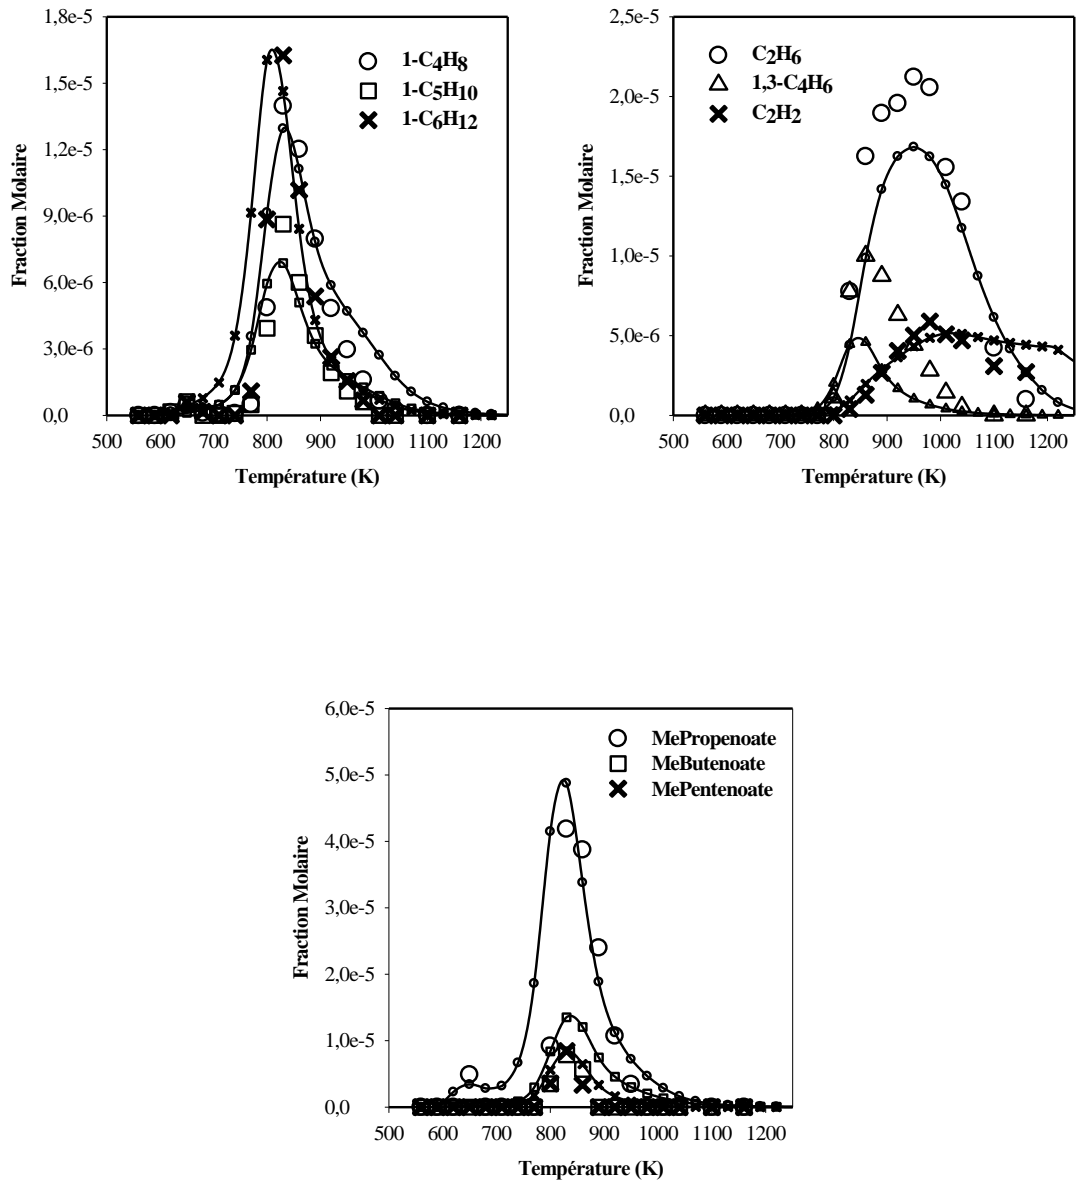 1,8e-5
1,5e-5
1,2e-5
9,0e-6
6,0e-6
3,0e-6
0,0
500 600 700 800 900 1000 1100 1200
Fraction Molaire
Température (K)
1-C4H8
1-C5H10
1-C6H12
2,5e-5
2,0e-5
1,5e-5
1,0e-5
5,0e-6
0,0
500 600 700 800 900 1000 1100 1200
Fraction Molaire
Température (K)
C2H6
1,3-C4H6
C2H2
6,0e-5
5,0e-5
4,0e-5
3,0e-5
2,0e-5
1,0e-5
0,0
500 600 700 800 900 1000 1100 1200
Fraction Molaire
Température (K)
MePropenoate
MeButenoate
MePentenoate